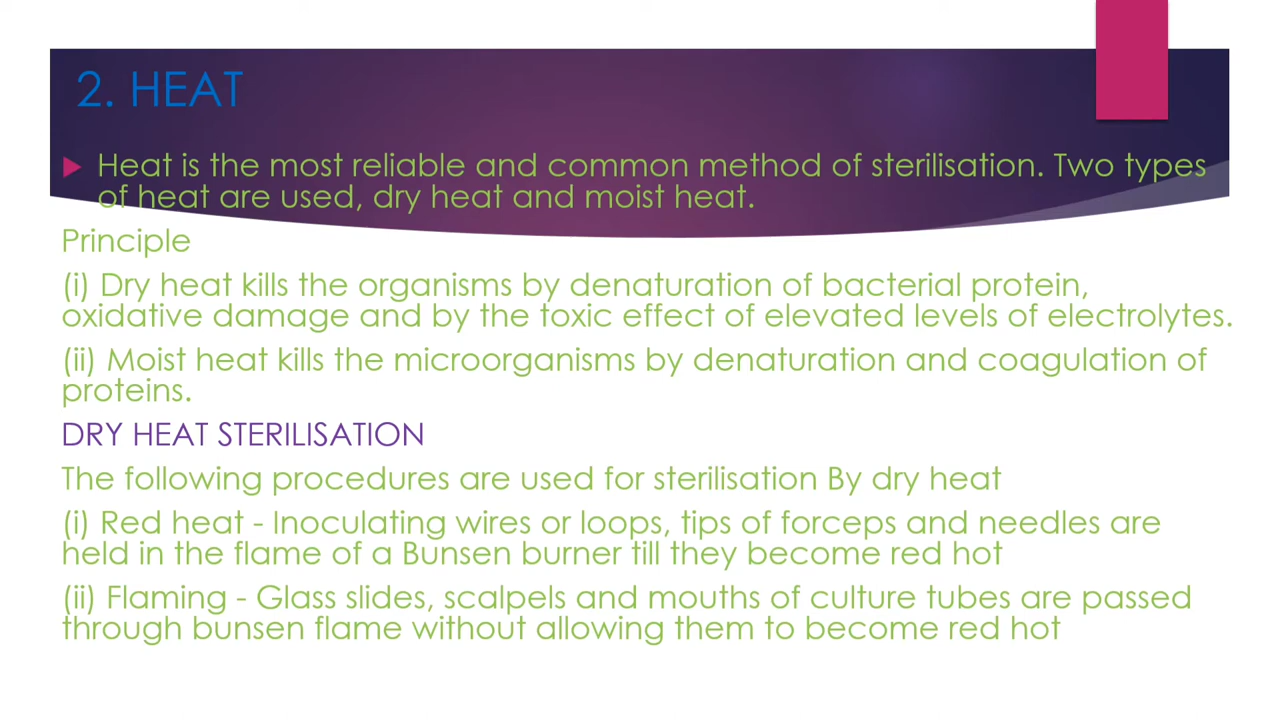 2. HEAT
Heat is the most reliable and common method of sterilisation. Two types
of heat are used, dry heat and moist heat.
Principle
(i) Dry heat kills the organisms by denaturation of bacterial protein,
oxidative damage and by the toxic effect of elevated levels of electrolytes.
(ii) Moist heat kills the microorganisms by denaturation and coagulation of
proteins.
DRY HEAT STERILISATION
The following procedures are used for sterilisation By dry heat
(i) Red heat - Inoculating wires or loops, tips of forceps and needles are
held in the flame of a Bunsen burner till they become red hot
(ii) Flaming - Glass slides, scalpels and mouths of culture tubes are passed
through bunsen flame without allowing them to become red hot